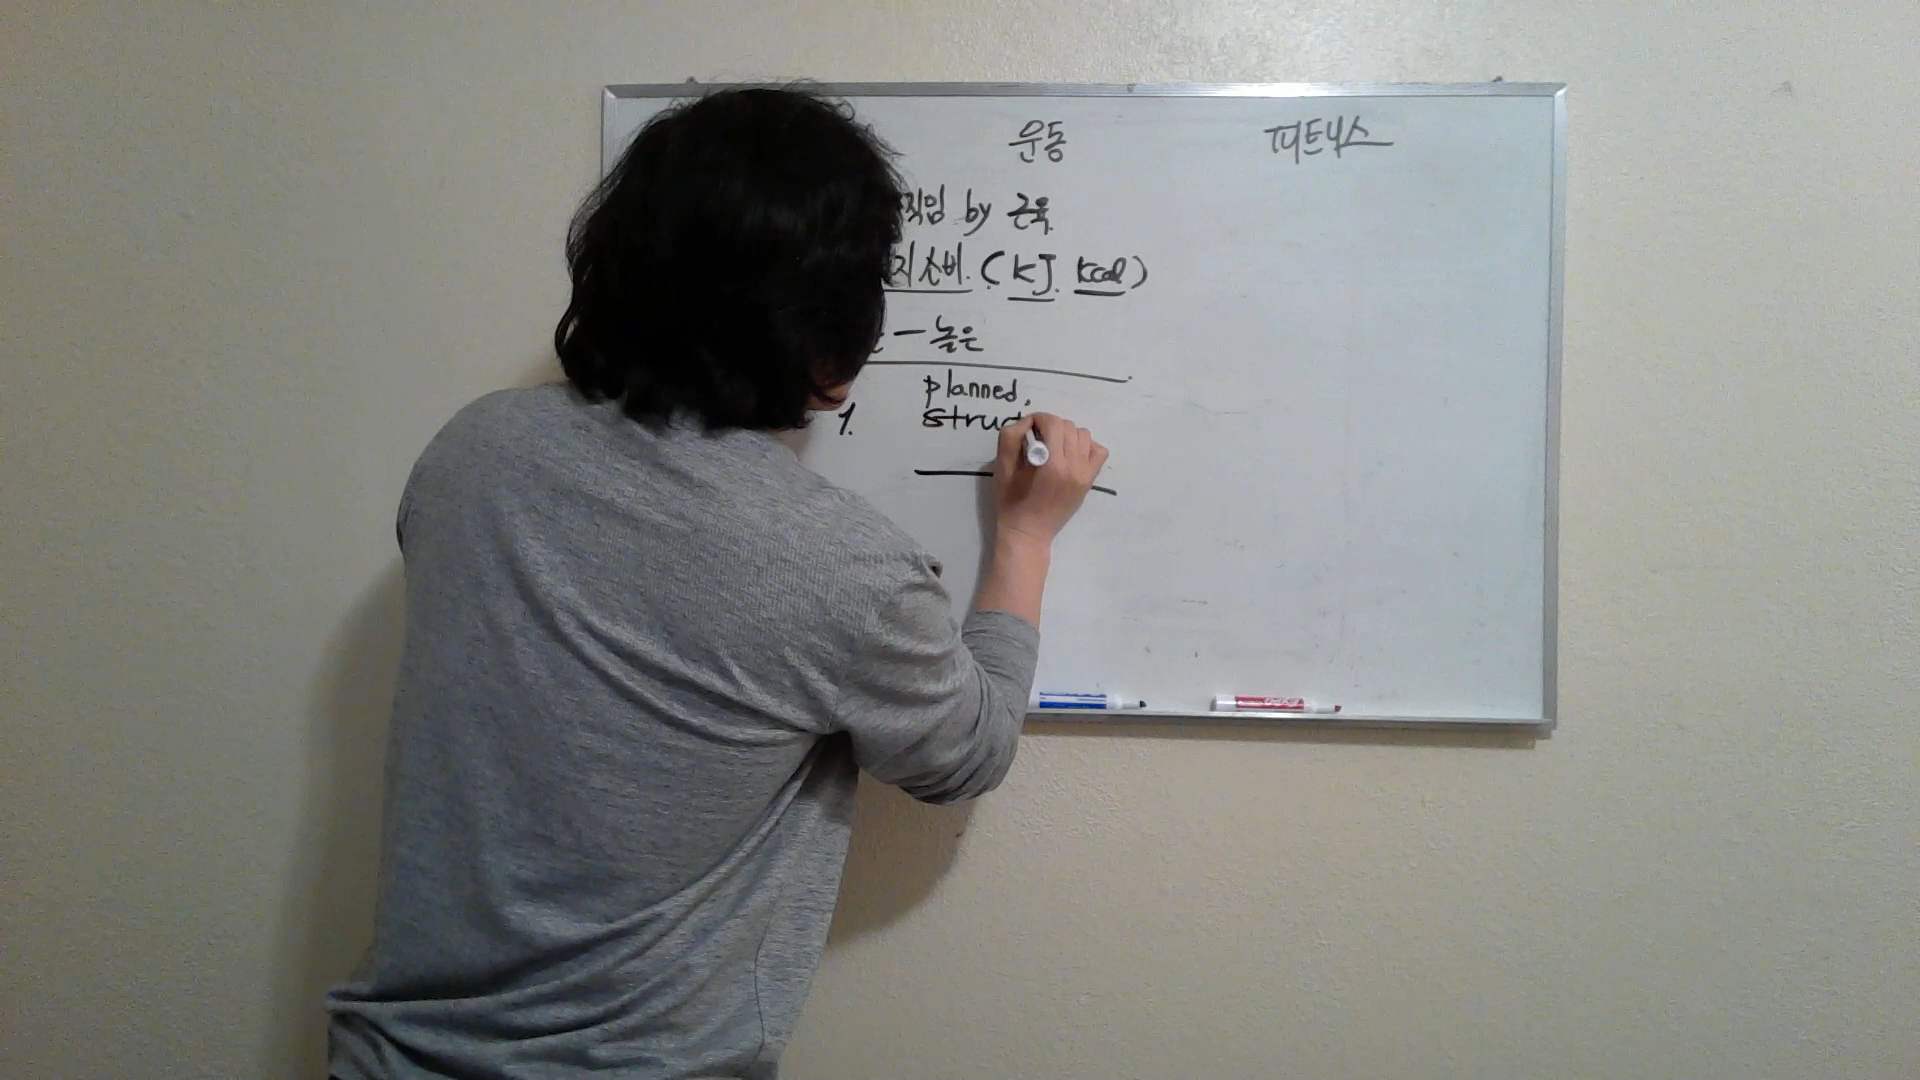 운동 피트니스
직임 by 근육
지 소비. (KJ. Kcal)
— 높은
planned,
1. struc